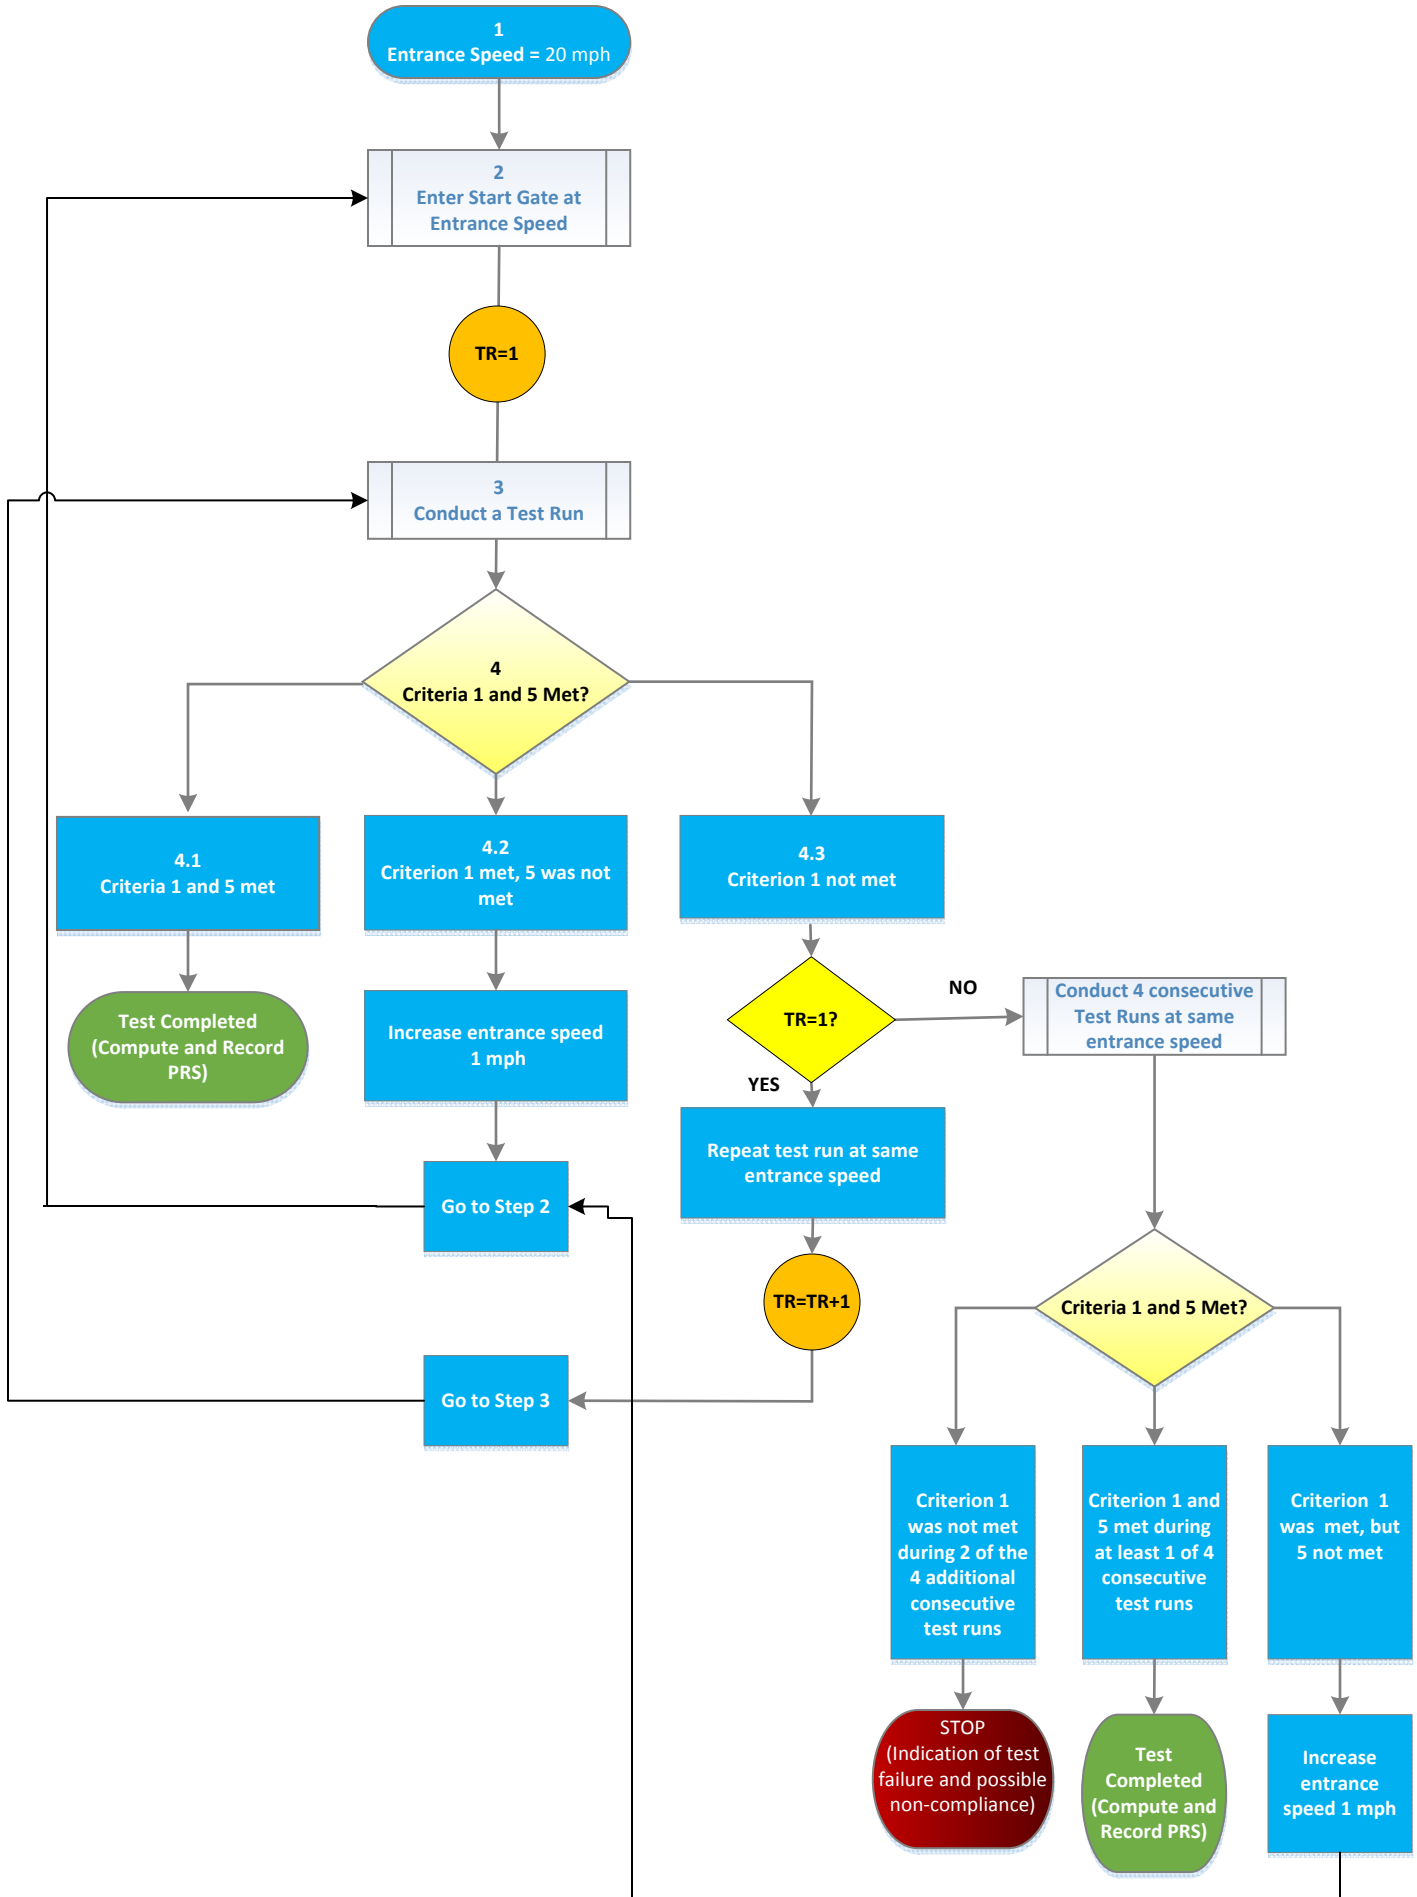 1
Entrance Speed = 20 mph
2
Enter Start Gate at
Entrance Speed
TR=1
3
Conduct a Test Run
4
Criteria 1 and 5 Met?
4.1
Criteria 1 and 5 met
4.2
Criterion 1 met, 5 was not
met
4.3
Criterion 1 not met
Test Completed
(Compute and Record
PRS)
Increase entrance speed
1 mph
TR=1?
NO
Conduct 4 consecutive
Test Runs at same
entrance speed
YES
Repeat test run at same
entrance speed
Go to Step 2
TR=TR+1
Criteria 1 and 5 Met?
Go to Step 3
Criterion 1
was not met
during 2 of the
4 additional
consecutive
test runs
Criterion 1 and
5 met during
at least 1 of 4
consecutive
test runs
Criterion  1
was  met, but
5 not met
STOP
(Indication of test
failure and possible
non-compliance)
Test
Completed
(Compute and
Record PRS)
Increase
entrance
speed 1 mph